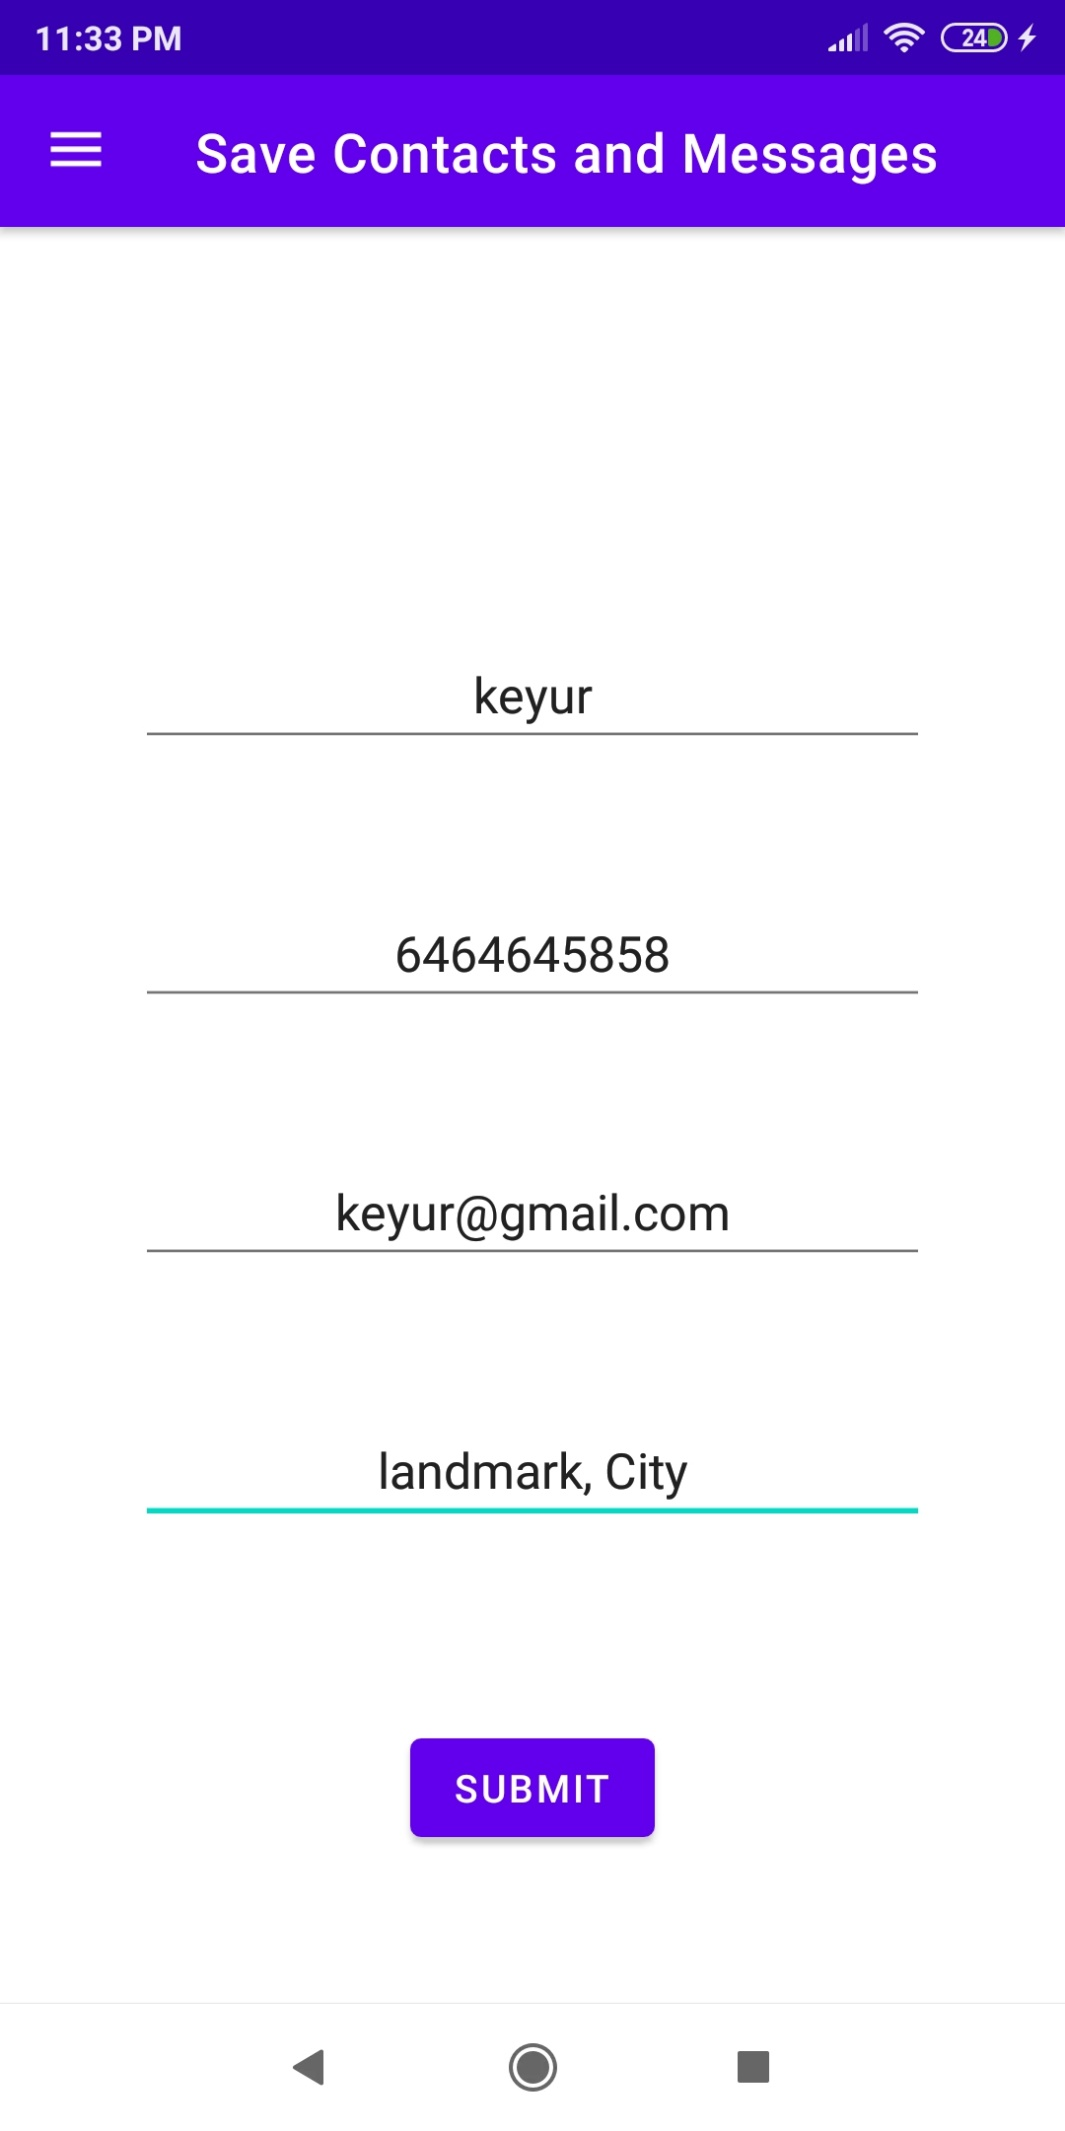 11:33 PM
24
Save Contacts and Messages
keyur
6464645858
keyur@gmail.com
landmark, City
SUBMIT